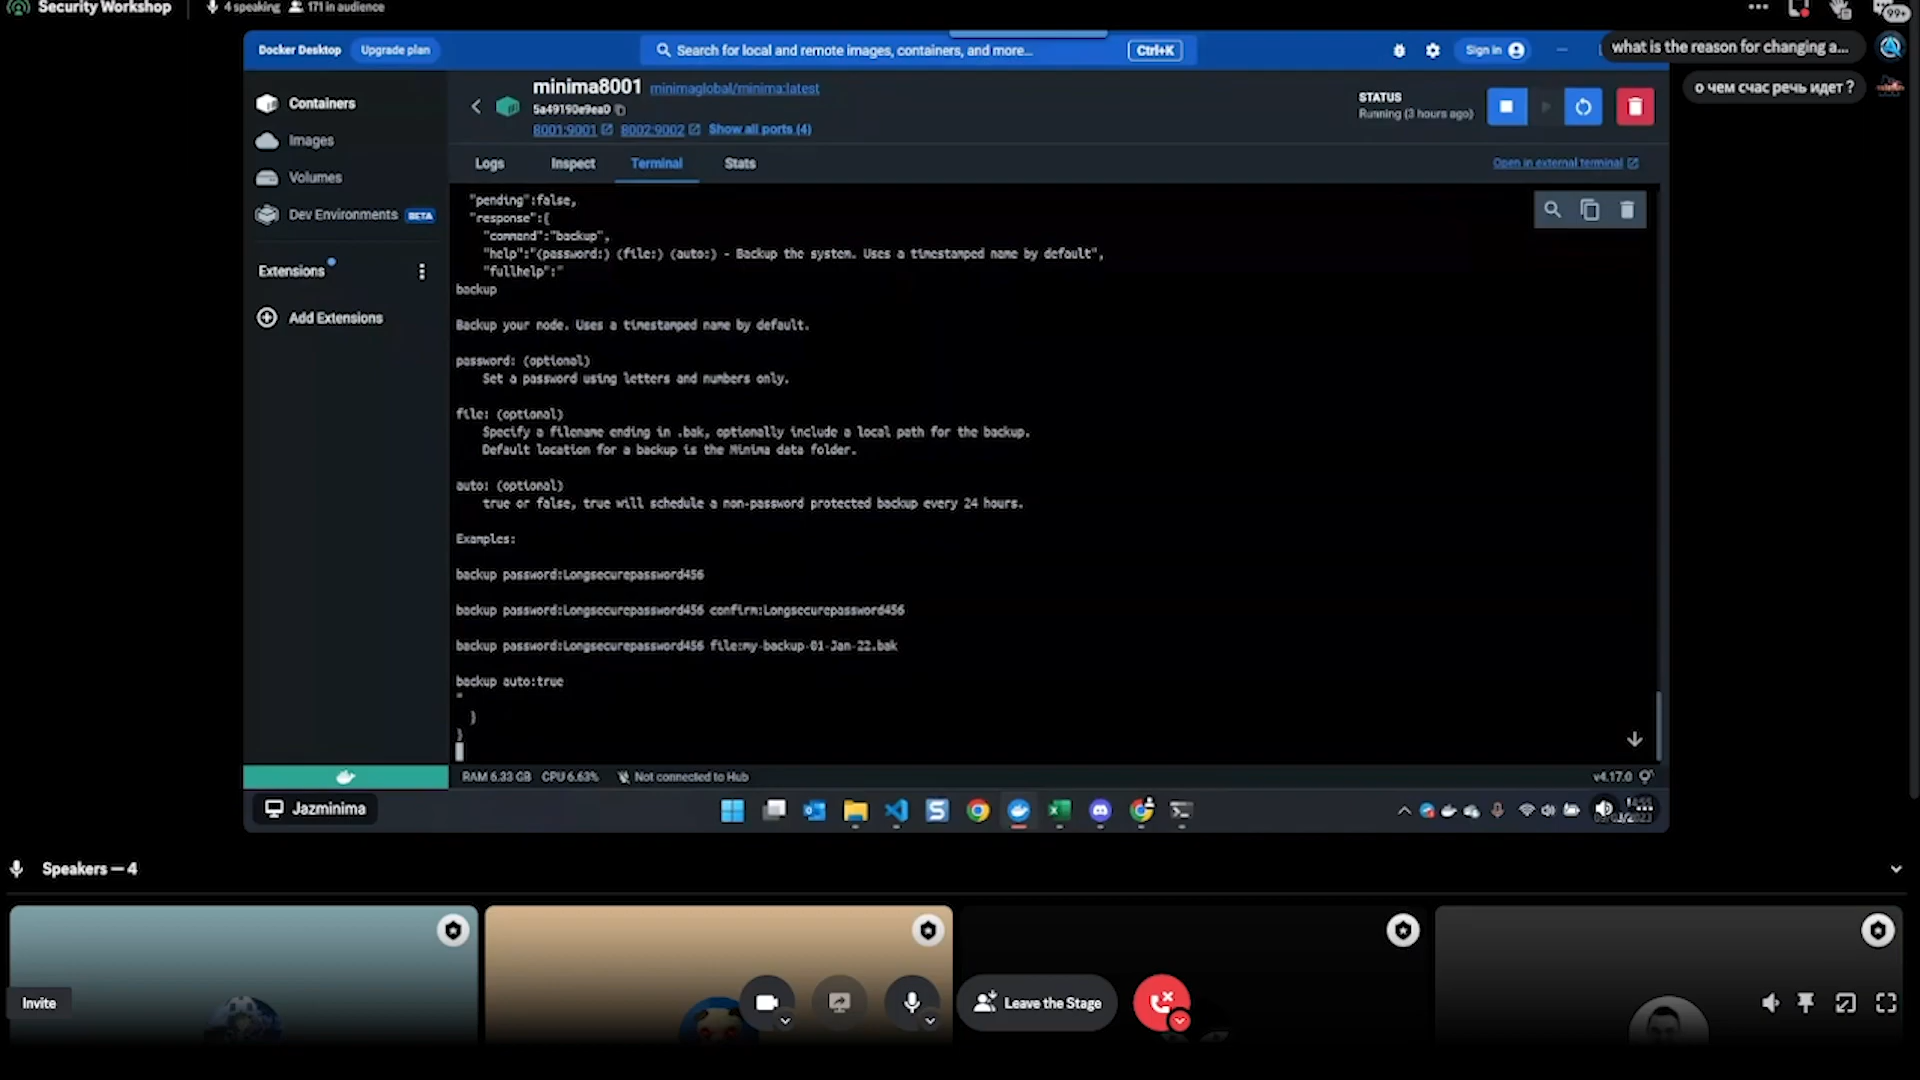 Security Workshop
4 speaking
171 in audience
99+
Docker Desktop
Upgrade plan
Search for local and remote images, containers, and more...
Ctrl+K
Sign in
what is the reason for changing a...
о чем счас речь идет ?
Containers
Images
Volumes
Dev Environments
BETA
Extensions
Add Extensions
minima8001
minimaglobal/minima:latest
5a49190e9ea0
8001:9001
8002:9002
Show all ports (4)
STATUS
Running (3 hours ago)
Logs
Inspect
Terminal
Stats
Open in external terminal
"pending":false,
"response":{
"command":"backup",
"help":"(password:) (file:) (auto:) - Backup the system. Uses a timestamped name by default",
"fullhelp":"
backup
Backup your node. Uses a timestamped name by default.
password: (optional)
Set a password using letters and numbers only.
file: (optional)
Specify a filename ending in .bak, optionally include a local path for the backup.
Default location for a backup is the Minima data folder.
auto: (optional)
true or false, true will schedule a non-password protected backup every 24 hours.
Examples:
backup password:Longsecurepassword456
backup password:Longsecurepassword456 confirm:Longsecurepassword456
backup password:Longsecurepassword456 file:my-backup-01-Jan-22.bak
backup auto:true
"
}
}
RAM 6.33 GB
CPU 6.63%
Not connected to Hub
v4.17.0
Jazminima
Speakers — 4
Invite
Leave the Stage